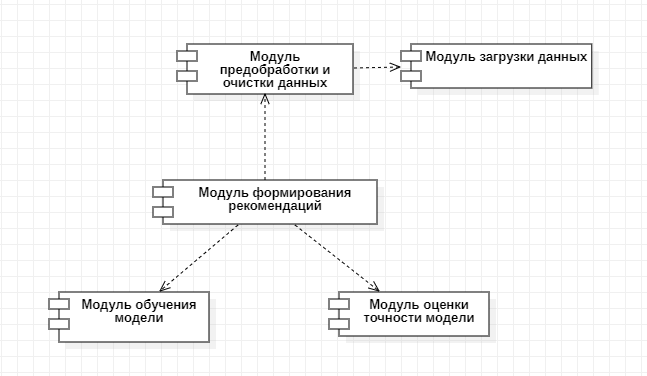 Модуль
предобработки и
очистки данных
Модуль загрузки данных
Модуль формирования
рекомендаций
Модуль обучения
модели
Модуль оценки
точности модели